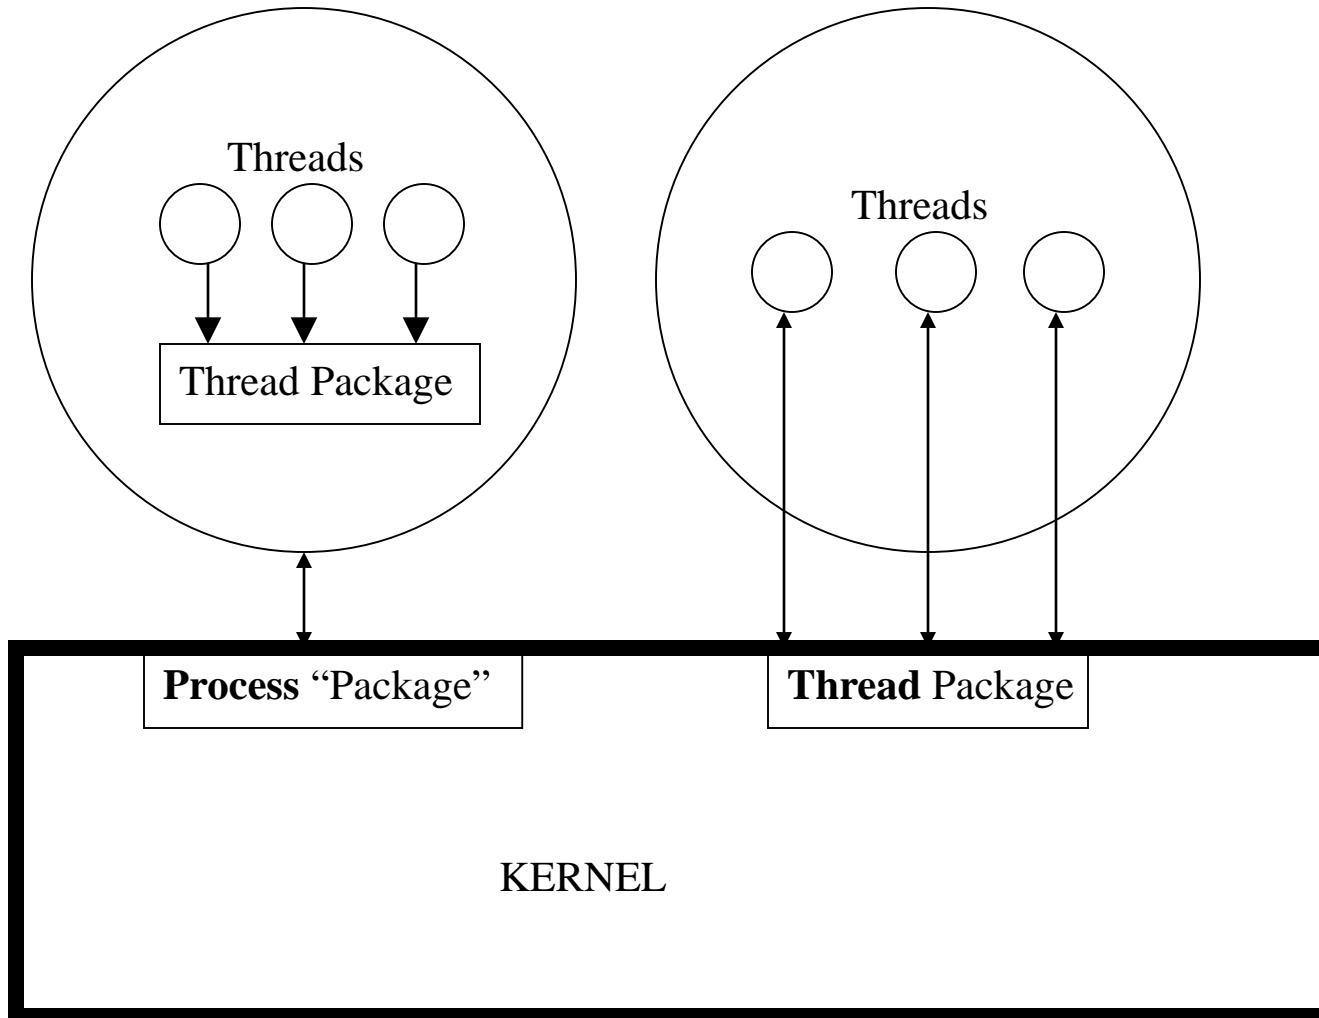 Threads
Threads
Thread Package
Process “Package”
Thread Package
KERNEL